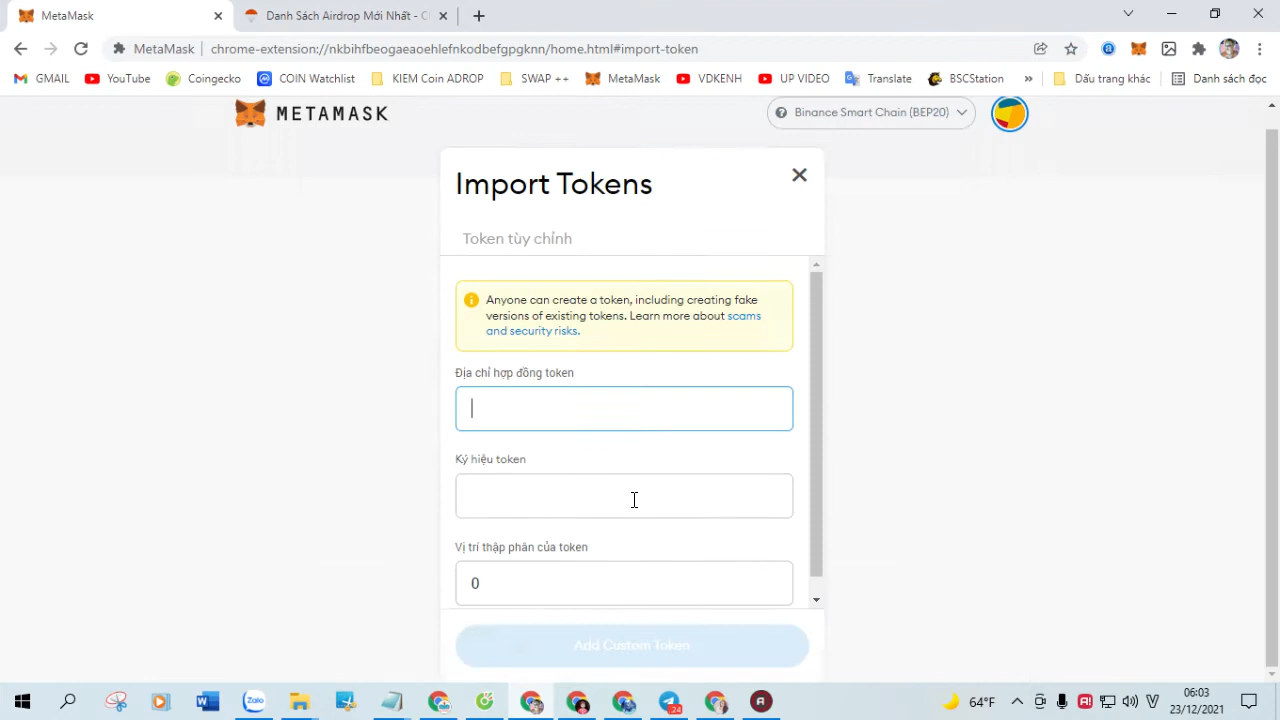 MetaMask
Danh Sách Airdrop Mới Nhất - C
MetaMask
chrome-extension://nkbihfbeogaeaoehlefnkodbefgpgknn/home.html#import-token
GMAIL
YouTube
Coingecko
COIN Watchlist
KIEM Coin ADROP
SWAP ++
MetaMask
VDKENH
UP VIDEO
Translate
BSCStation
»
Dấu trang khác
Danh sách đọc
METAMASK
Binance Smart Chain (BEP20)
Import Tokens
Token tùy chỉnh
Anyone can create a token, including creating fake
versions of existing tokens. Learn more about scams
and security risks.
Địa chỉ hợp đồng token
Ký hiệu token
Vị trí thập phân của token
0
Add Custom Token
Zalo
24
64°F
06:03
23/12/2021